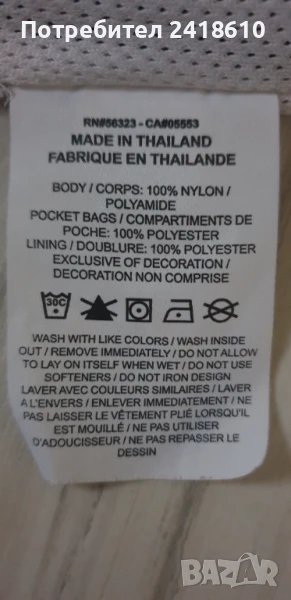 Потребител 2418610
RN#56323 - CA#05553
MADE IN THAILAND
FABRIQUE EN THAILANDE
BODY / CORPS: 100% NYLON /
POLYAMIDE
POCKET BAGS / COMPARTIMENTS DE
POCHE: 100% POLYESTER
LINING / DOUBLURE: 100% POLYESTER
EXCLUSIVE OF DECORATION /
DECORATION NON COMPRISE
30C
WASH WITH LIKE COLORS / WASH INSIDE
OUT / REMOVE IMMEDIATELY / DO NOT ALLOW
TO LAY ON ITSELF WHEN WET / DO NOT USE
SOFTENERS / DO NOT IRON DESIGN
LAVER AVEC COULEURS SIMILAIRES / LAVER
A L'ENVERS / ENLEVER IMMEDIATEMENT / NE
PAS LAISSER LE VÊTEMENT PLIÉ LORSQU'IL
EST MOUILLÉ / NE PAS UTILISER
D'ADOUCISSEUR / NE PAS REPASSER LE
DESSIN
BAZAR